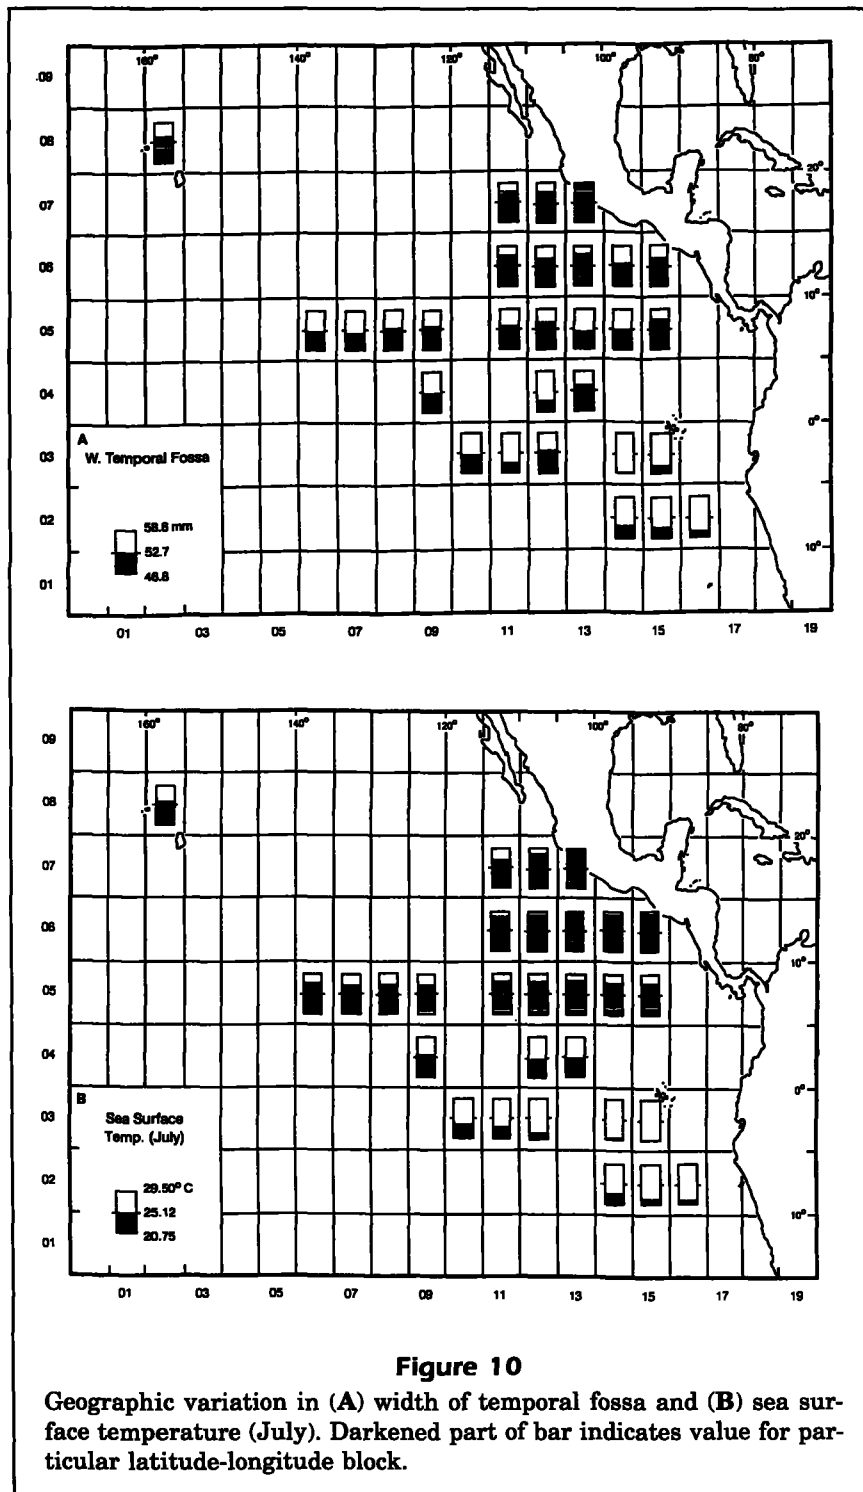 160° 140° 120° 100° 80°
09
08
20°
07
06
10°
05
04
0°
A
03
W. Temporal Fossa
58.6 mm
02
52.7
10°
46.8
01
01 03 05 07 09 11 13 15 17 19
160° 140° 120° 100° 80°
09
08
20°
07
06
10°
05
04
0°
B
03
Sea Surface
Temp. (July)
29.50° C
02
25.12
20.75
10°
01
01 03 05 07 09 11 13 15 17 19
Figure 10
Geographic variation in (A) width of temporal fossa and (B) sea sur-
face temperature (July). Darkened part of bar indicates value for par-
ticular latitude-longitude block.